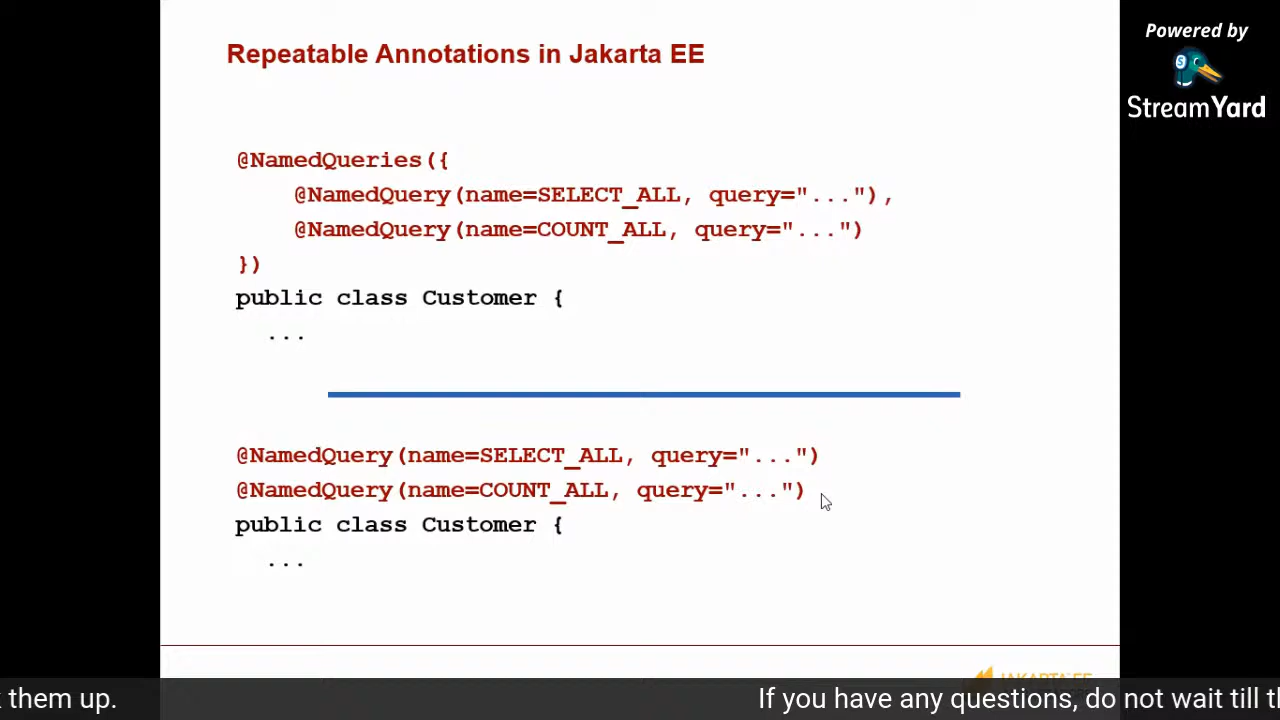 Repeatable Annotations in Jakarta EE
Powered by
StreamYard
@NamedQueries({
@NamedQuery(name=SELECT_ALL, query="..."),
@NamedQuery(name=COUNT_ALL, query="...")
})
public class Customer {
...
@NamedQuery(name=SELECT_ALL, query="...")
@NamedQuery(name=COUNT_ALL, query="...")
public class Customer {
...
JAKARTA EE
them up.
If you have any questions, do not wait till